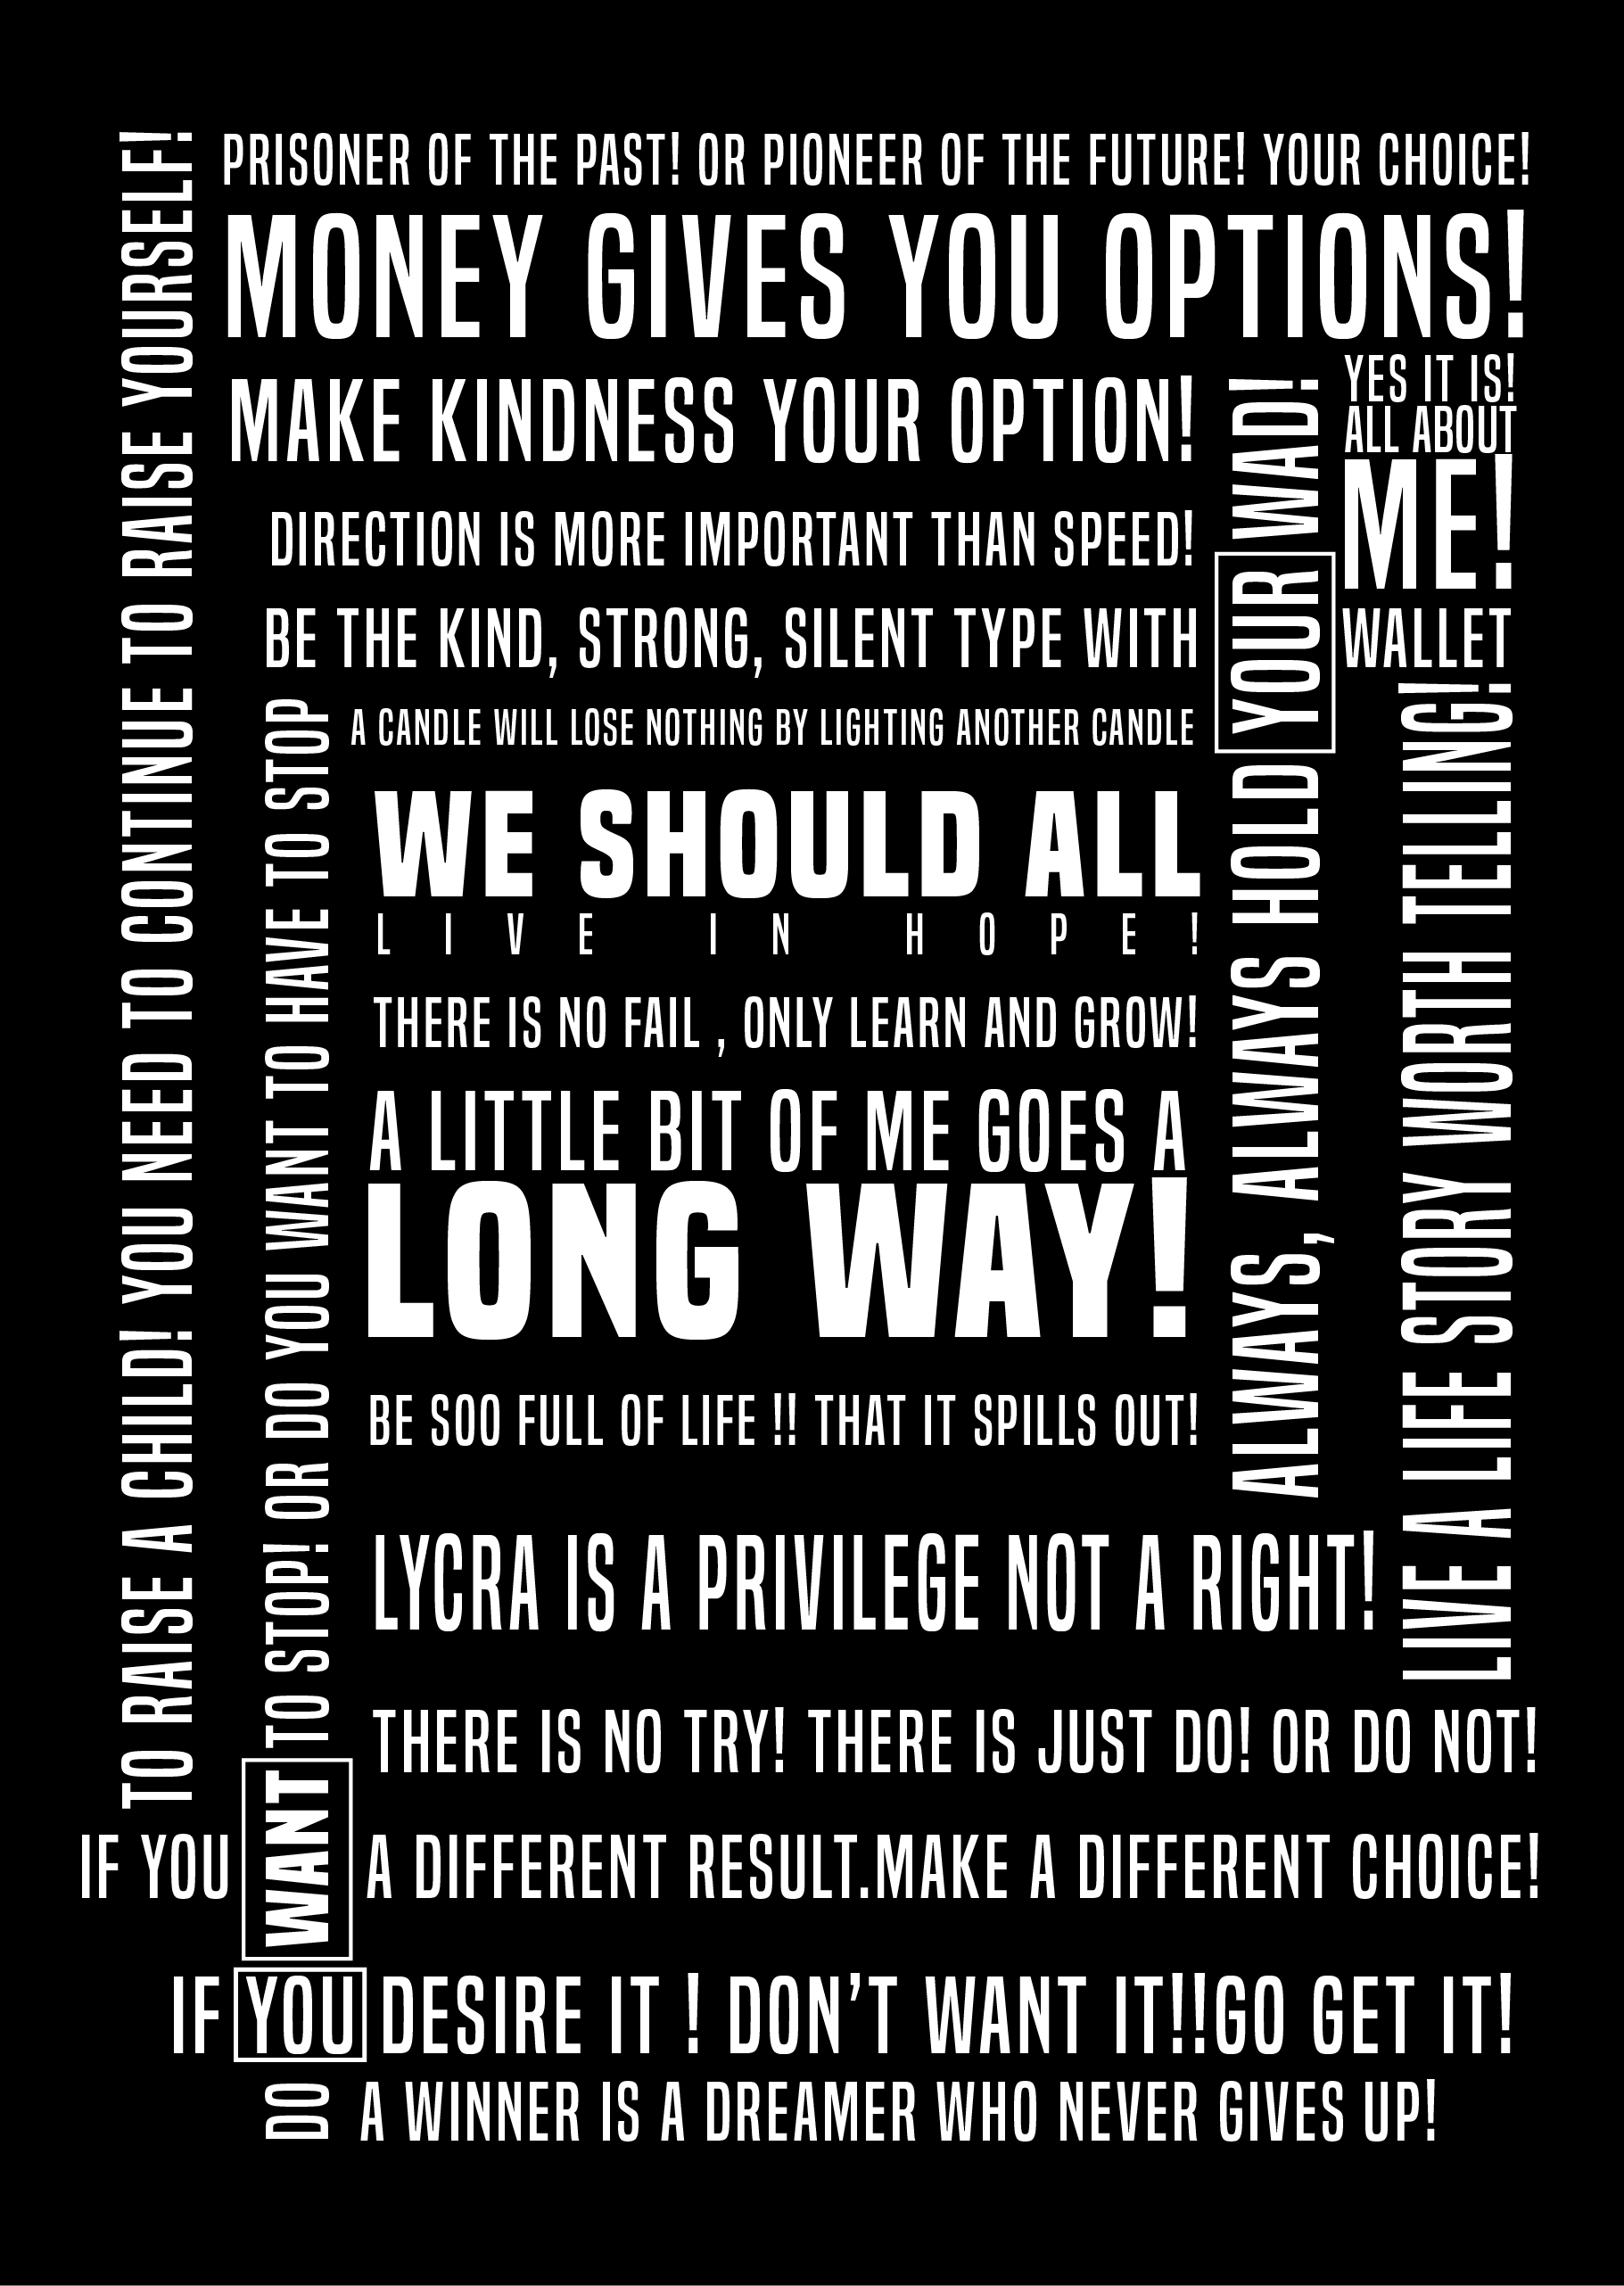 TO RAISE A CHILD! YOU NEED TO CONTINUE TO RAISE YOURSELF!
PRISONER OF THE PAST! OR PIONEER OF THE FUTURE! YOUR CHOICE!
MONEY GIVES YOU OPTIONS!
MAKE KINDNESS YOUR OPTION!
YES IT IS!
ALL ABOUT
ME!
DIRECTION IS MORE IMPORTANT THAN SPEED!
BE THE KIND, STRONG, SILENT TYPE WITH YOUR WALLET
ALWAYS, ALWAYS HOLD YOUR WAD!
LIVE A LIFE STORY WORTH TELLING!
A CANDLE WILL LOSE NOTHING BY LIGHTING ANOTHER CANDLE
WE SHOULD ALL
LIVE IN HOPE!
THERE IS NO FAIL , ONLY LEARN AND GROW!
A LITTLE BIT OF ME GOES A
LONG WAY!
BE SOO FULL OF LIFE !! THAT IT SPILLS OUT!
LYCRA IS A PRIVILEGE NOT A RIGHT!
THERE IS NO TRY! THERE IS JUST DO! OR DO NOT!
DO YOU WANT TO STOP! OR DO YOU WANT TO HAVE TO STOP
IF YOU WANT A DIFFERENT RESULT.MAKE A DIFFERENT CHOICE!
IF YOU DESIRE IT ! DON’T WANT IT!!GO GET IT!
A WINNER IS A DREAMER WHO NEVER GIVES UP!